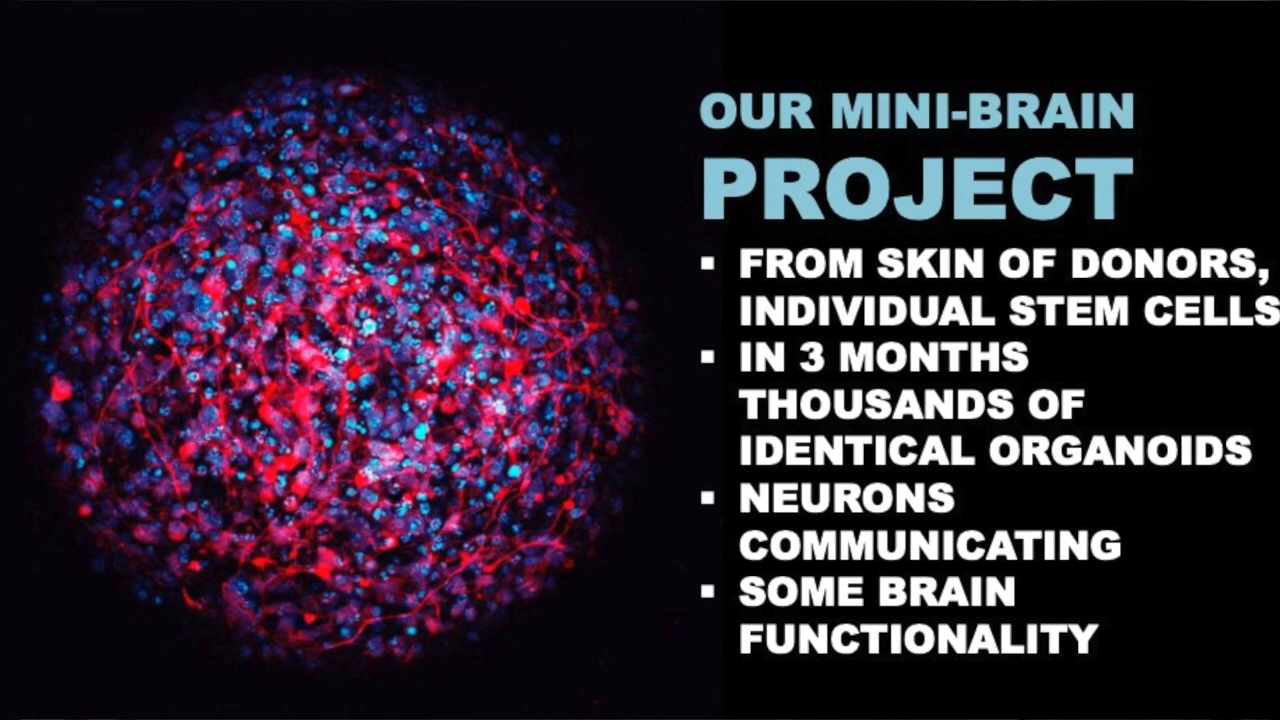 OUR MINI-BRAIN
PROJECT
▪ FROM SKIN OF DONORS,
INDIVIDUAL STEM CELLS
▪ IN 3 MONTHS
THOUSANDS OF
IDENTICAL ORGANOIDS
▪ NEURONS
COMMUNICATING
▪ SOME BRAIN
FUNCTIONALITY